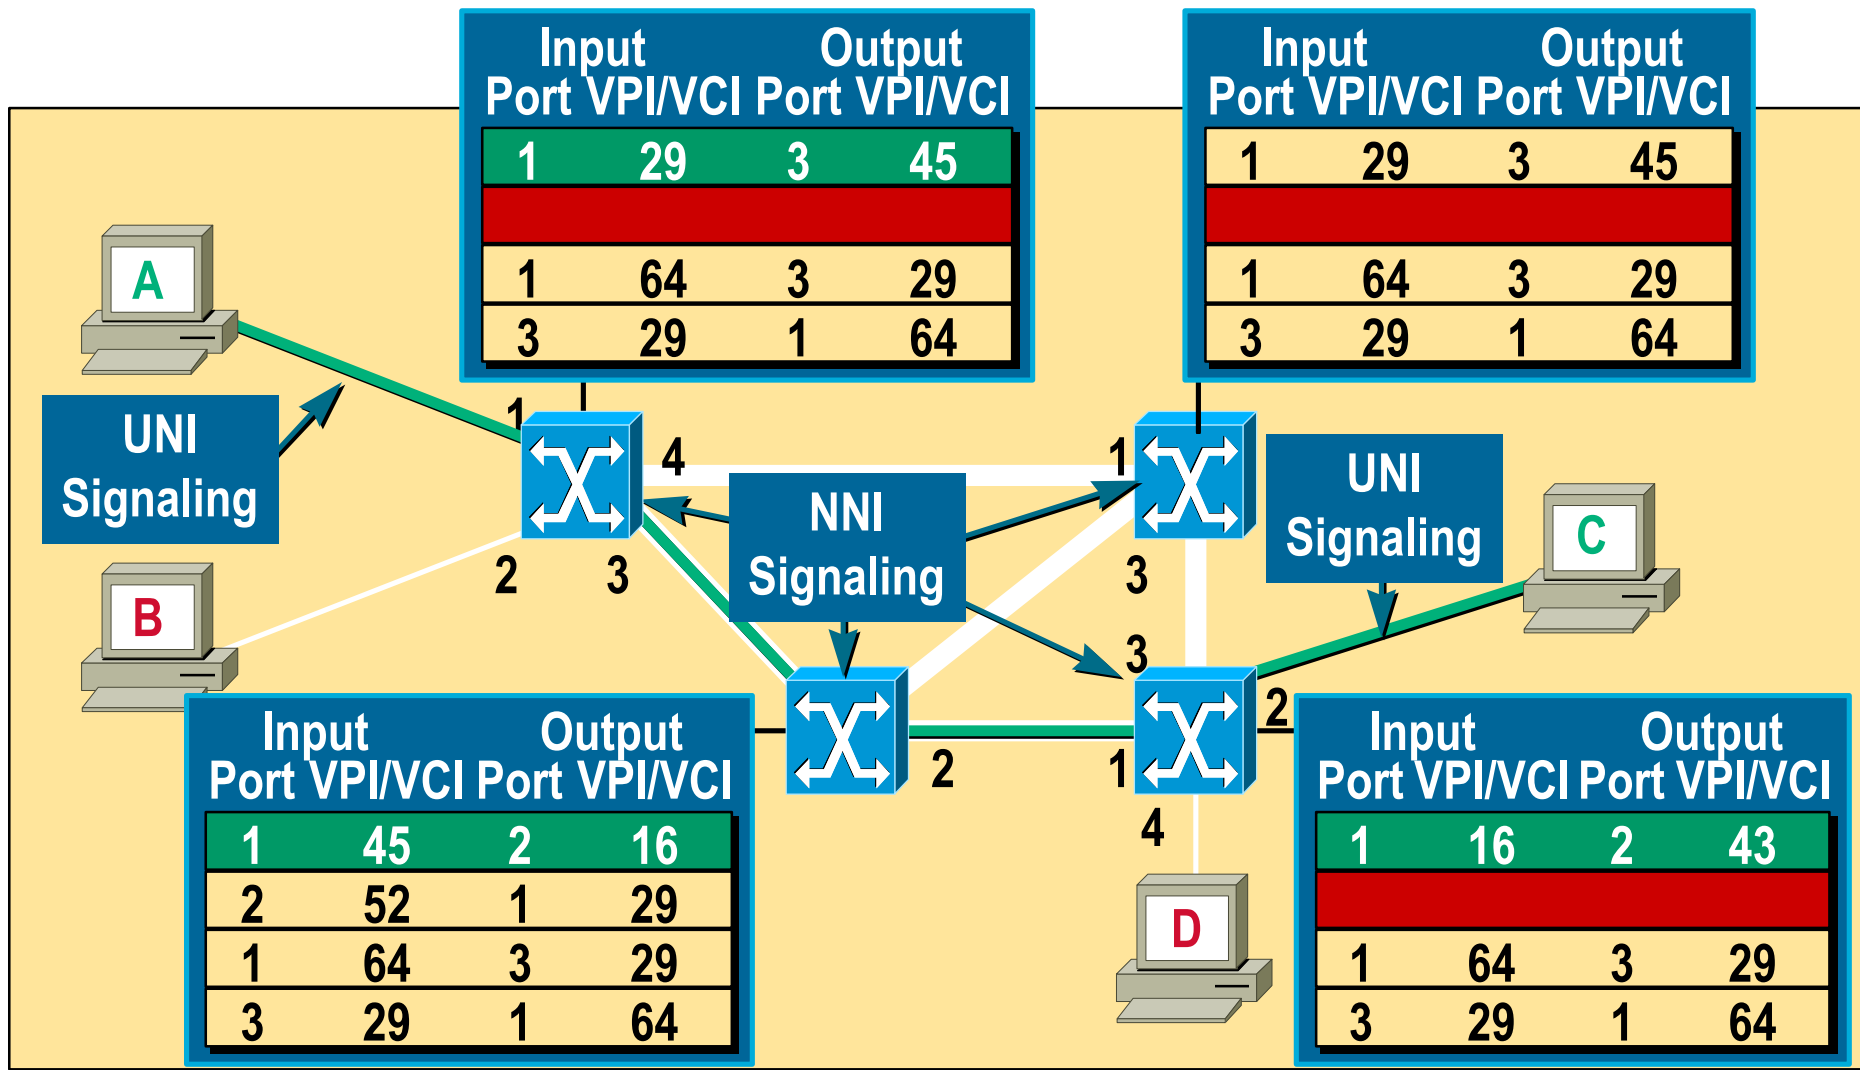 Input Output
Port VPI/VCI Port VPI/VCI
1 29 3 45
1 64 3 29
3 29 1 64
Input Output
Port VPI/VCI Port VPI/VCI
1 29 3 45
1 64 3 29
3 29 1 64
A
UNI
Signaling
B
1
4
2
3
NNI
Signaling
1
3
UNI
Signaling
C
3
2
2
1
4
D
Input Output
Port VPI/VCI Port VPI/VCI
1 45 2 16
2 52 1 29
1 64 3 29
3 29 1 64
Input Output
Port VPI/VCI Port VPI/VCI
1 16 2 43
1 64 3 29
3 29 1 64